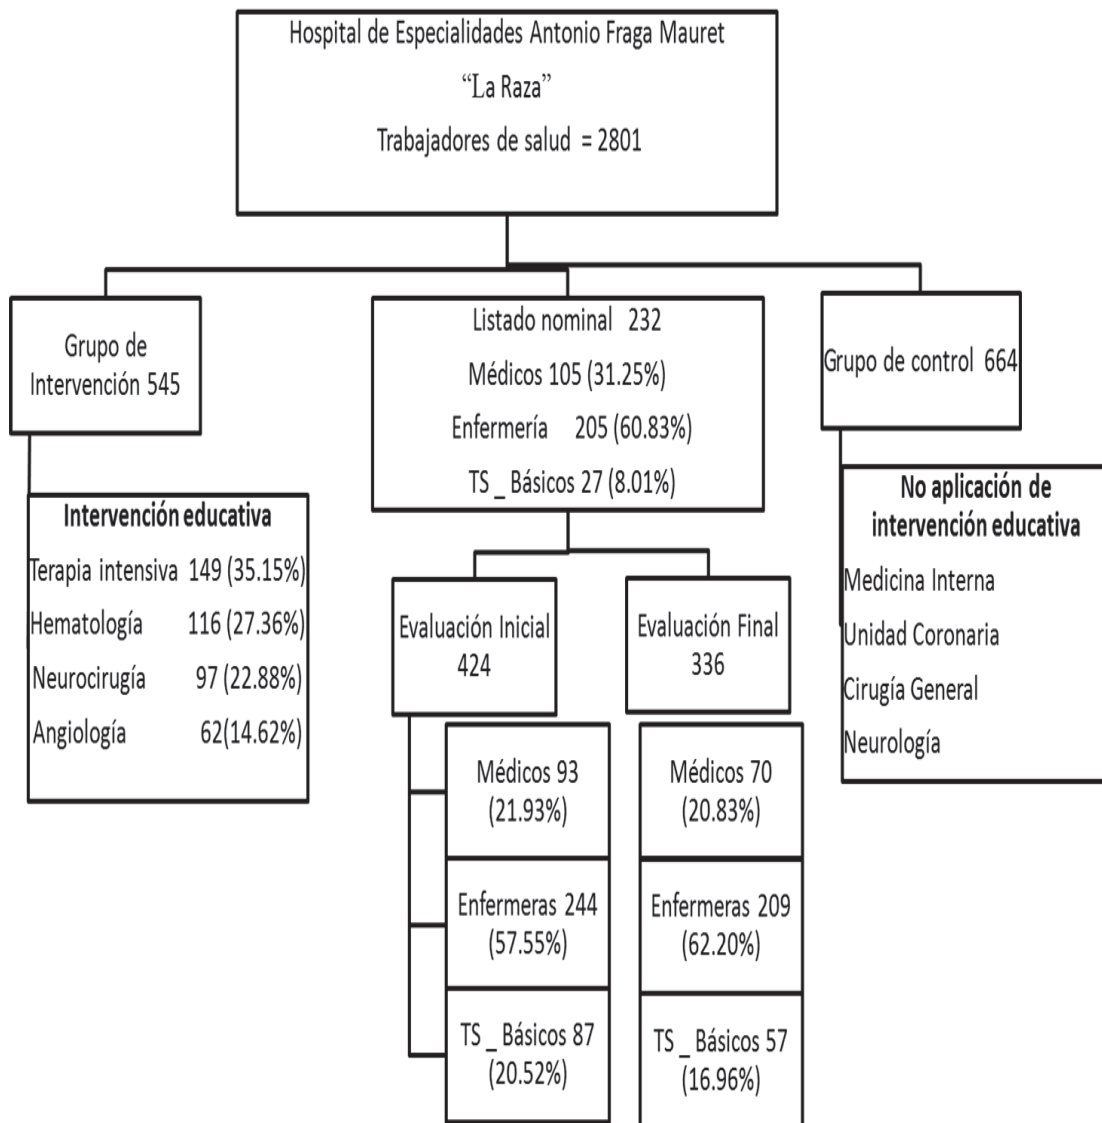 Hospital de Especialidades Antonio Fraga Mauret
“La Raza”
Trabajadores de salud = 2801
Grupo de
Intervención 545
Listado nominal 232
Médicos 105 (31.25%)
Enfermería 205 (60.83%)
TS _ Básicos 27 (8.01%)
Grupo de control 664
Intervención educativa
Terapia intensiva 149 (35.15%)
Hematología 116 (27.36%)
Neurocirugía 97 (22.88%)
Angiología 62(14.62%)
No aplicación de
intervención educativa
Medicina Interna
Unidad Coronaria
Cirugía General
Neurología
Evaluación Inicial
424
Evaluación Final
336
Médicos 93
(21.93%)
Enfermeras 244
(57.55%)
TS _ Básicos 87
(20.52%)
Médicos 70
(20.83%)
Enfermeras 209
(62.20%)
TS _ Básicos 57
(16.96%)